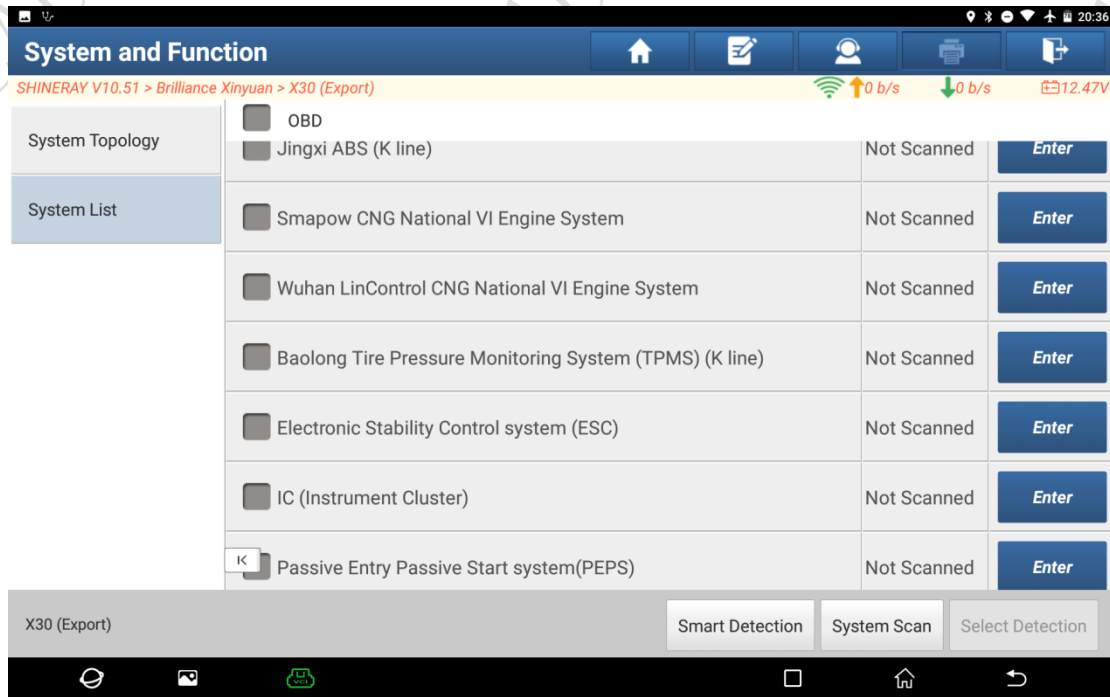 20:36
System and Function
SHINERAY V10.51 > Brilliance Xinyuan > X30 (Export)
0 b/s
0 b/s
12.47V
System Topology
System List
OBD
Jingxi ABS (K line)
Not Scanned
Enter
Smapow CNG National VI Engine System
Not Scanned
Enter
Wuhan LinControl CNG National VI Engine System
Not Scanned
Enter
Baolong Tire Pressure Monitoring System (TPMS) (K line)
Not Scanned
Enter
Electronic Stability Control system (ESC)
Not Scanned
Enter
IC (Instrument Cluster)
Not Scanned
Enter
Passive Entry Passive Start system(PEPS)
Not Scanned
Enter
X30 (Export)
Smart Detection
System Scan
Select Detection
VCI